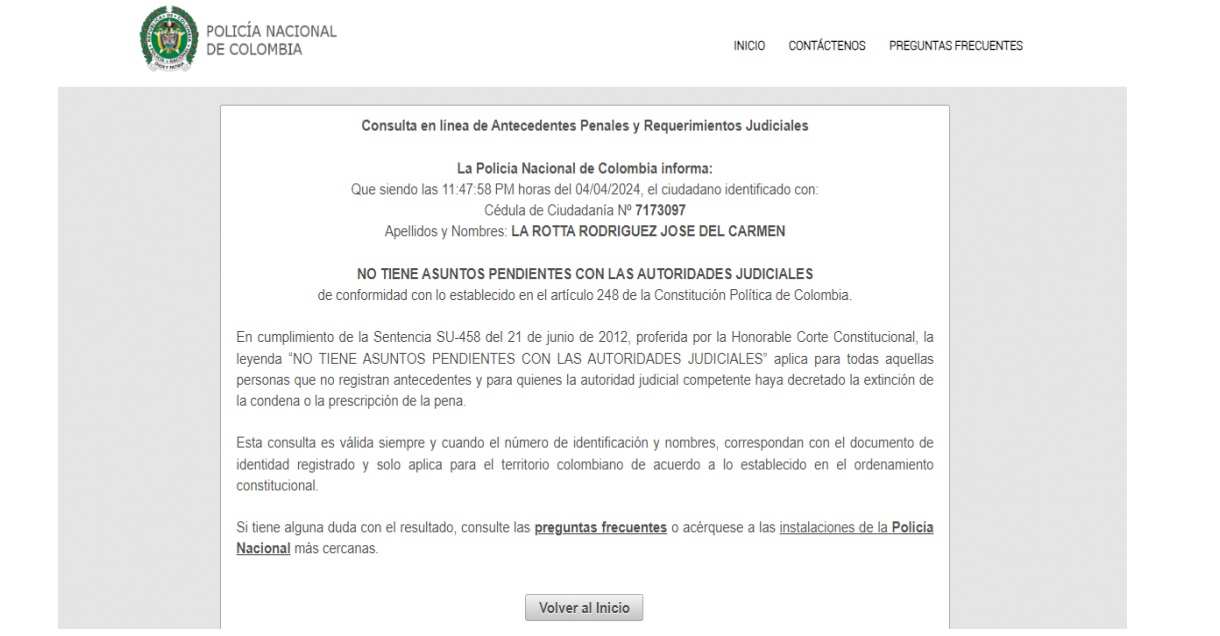 POLICÍA NACIONAL
DE COLOMBIA
INICIO CONTÁCTENOS PREGUNTAS FRECUENTES
Consulta en línea de Antecedentes Penales y Requerimientos Judiciales
La Policía Nacional de Colombia informa:
Que siendo las 11:47:58 PM horas del 04/04/2024, el ciudadano identificado con:
Cédula de Ciudadanía Nº 7173097
Apellidos y Nombres: LA ROTTA RODRIGUEZ JOSE DEL CARMEN
NO TIENE ASUNTOS PENDIENTES CON LAS AUTORIDADES JUDICIALES
de conformidad con lo establecido en el artículo 248 de la Constitución Política de Colombia.
En cumplimiento de la Sentencia SU-458 del 21 de junio de 2012, proferida por la Honorable Corte Constitucional, la
leyenda “NO TIENE ASUNTOS PENDIENTES CON LAS AUTORIDADES JUDICIALES” aplica para todas aquellas
personas que no registran antecedentes y para quienes la autoridad judicial competente haya decretado la extinción de
la condena o la prescripción de la pena.
Esta consulta es válida siempre y cuando el número de identificación y nombres, correspondan con el documento de
identidad registrado y solo aplica para el territorio colombiano de acuerdo a lo establecido en el ordenamiento
constitucional.
Si tiene alguna duda con el resultado, consulte las preguntas frecuentes o acérquese a las instalaciones de la Policía
Nacional más cercanas.
Volver al Inicio